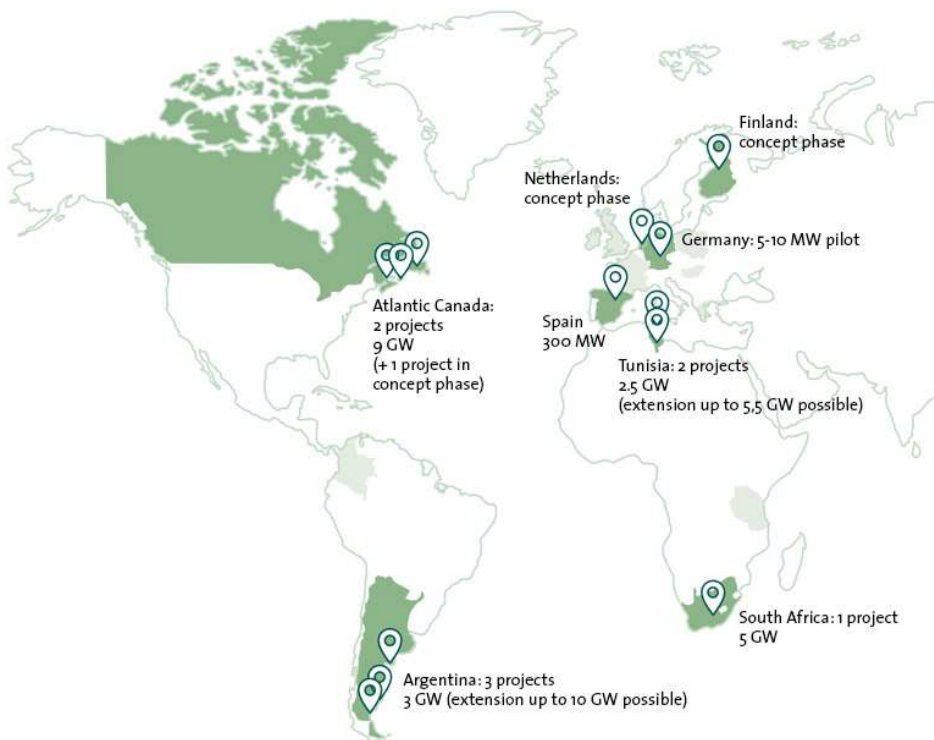 Finland:
concept phase
Netherlands:
concept phase
Germany: 5-10 MW pilot
Atlantic Canada:
2 projects
9 GW
(+ 1 project in
concept phase)
Spain
300 MW
Tunisia: 2 projects
2.5 GW
(extension up to 5,5 GW possible)
South Africa: 1 project
5 GW
Argentina: 3 projects
3 GW (extension up to 10 GW possible)